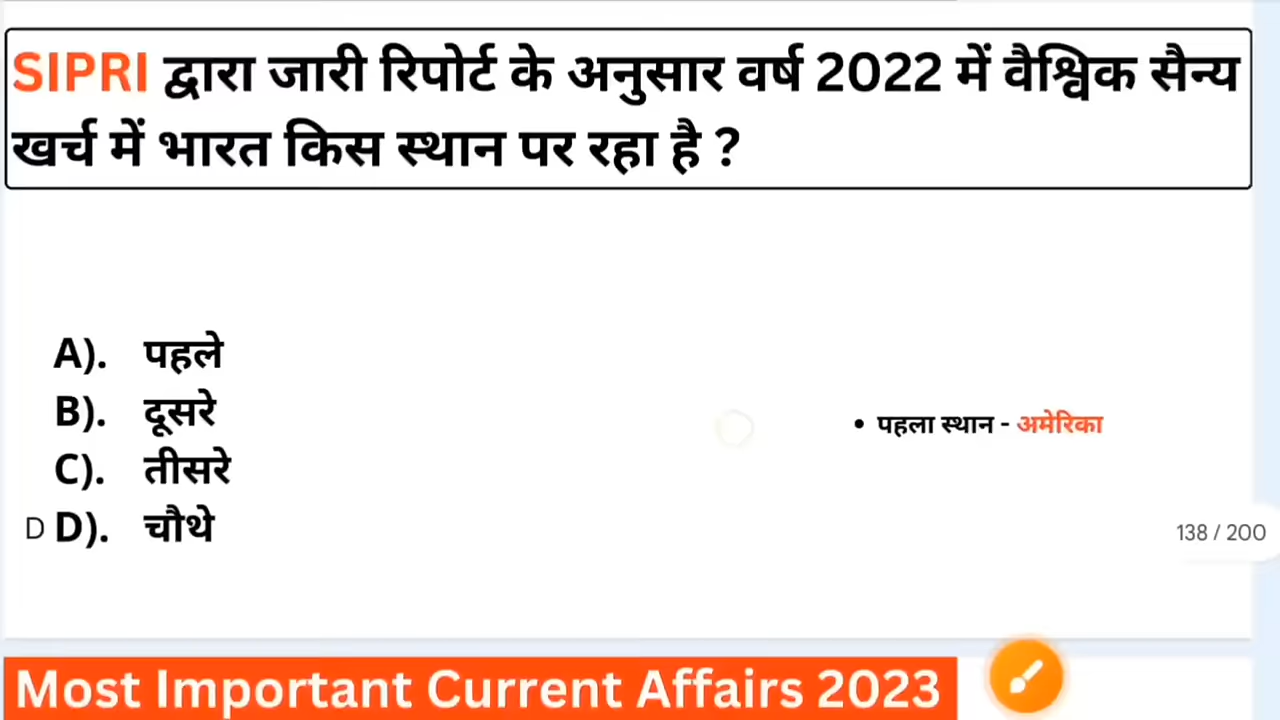 SIPRI द्वारा जारी रिपोर्ट के अनुसार वर्ष 2022 में वैश्विक सैन्य
खर्च में भारत किस स्थान पर रहा है ?
A). पहले
B). दूसरे
• पहला स्थान - अमेरिका
C). तीसरे
D D). चौथे
138 / 200
Most Important Current Affairs 2023